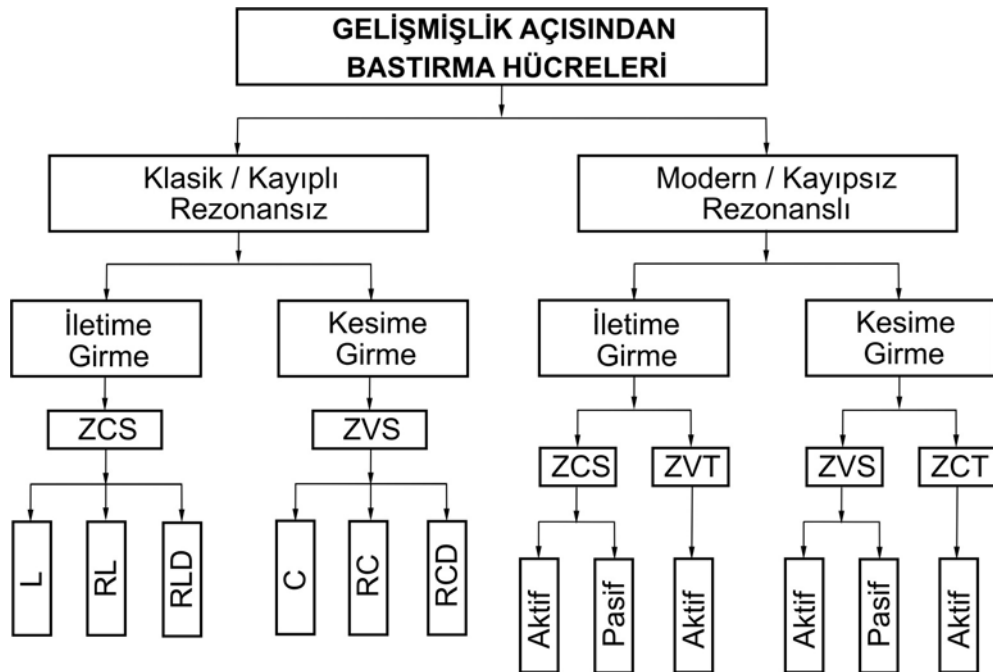 GELİŞMİŞLİK AÇISINDAN
BASTIRMA HÜCRELERİ
Klasik / Kayıplı
Rezonansız
Modern / Kayıpsız
Rezonanslı
İletime
Girme
Kesime
Girme
İletime
Girme
Kesime
Girme
ZCS
ZVS
ZCS
ZVT
ZVS
ZCT
L
RL
RLD
C
RC
RCD
Aktif
Pasif
Aktif
Aktif
Pasif
Aktif